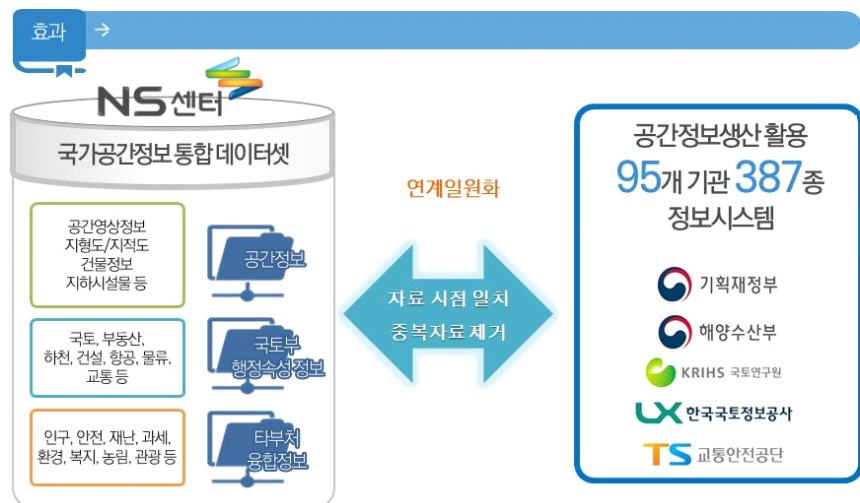 효과
NS센터
국가공간정보 통합 데이터셋
공간영상정보
지형도/지적도
건물정보
지하시설물 등
공간정보
국토, 부동산,
하천, 건설, 항공, 물류,
교통 등
국토부
행정속성정보
인구, 안전, 재난, 과세,
환경, 복지, 농림, 관광 등
타부처
융합정보
연계일원화
자료 시점 일치
중복자료 제거
공간정보생산 활용
95개 기관 387종
정보시스템
기획재정부
해양수산부
KRIHS 국토연구원
LX 한국국토정보공사
TS 교통안전공단